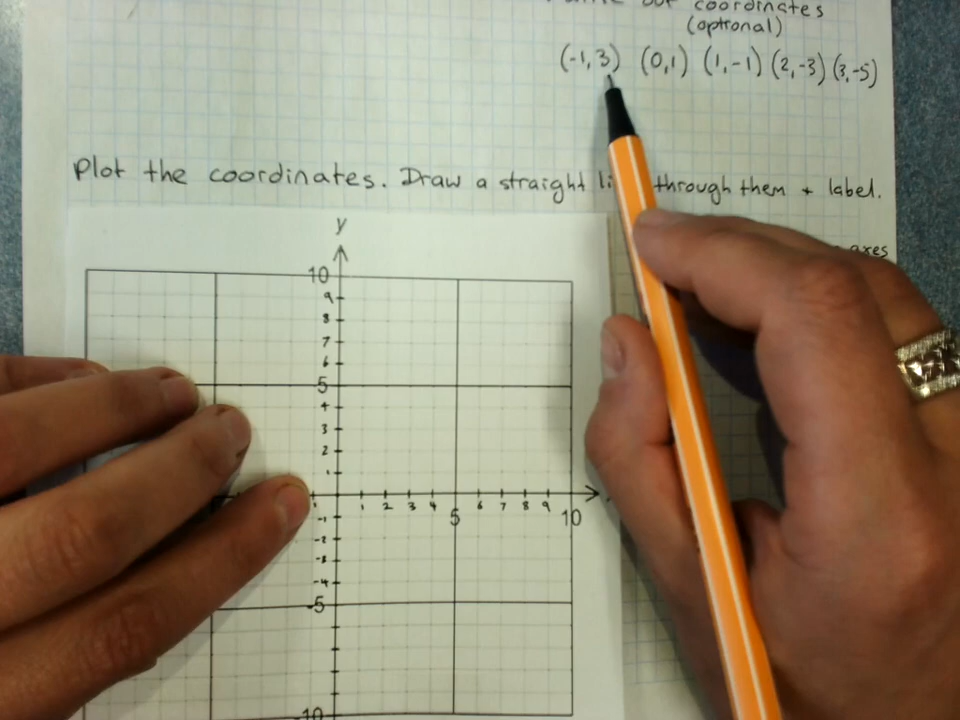 out coordinates
(optional)
(-1,3) (0,1) (1,-1) (2,-3) (3,-5)
Plot the coordinates. Draw a straight li through them + label.
axes
y
10
9
8
7
6
5
4
3
2
1
1 2 3 4 5 6 7 8 9 10
-1
-2
-3
-4
-5
-10